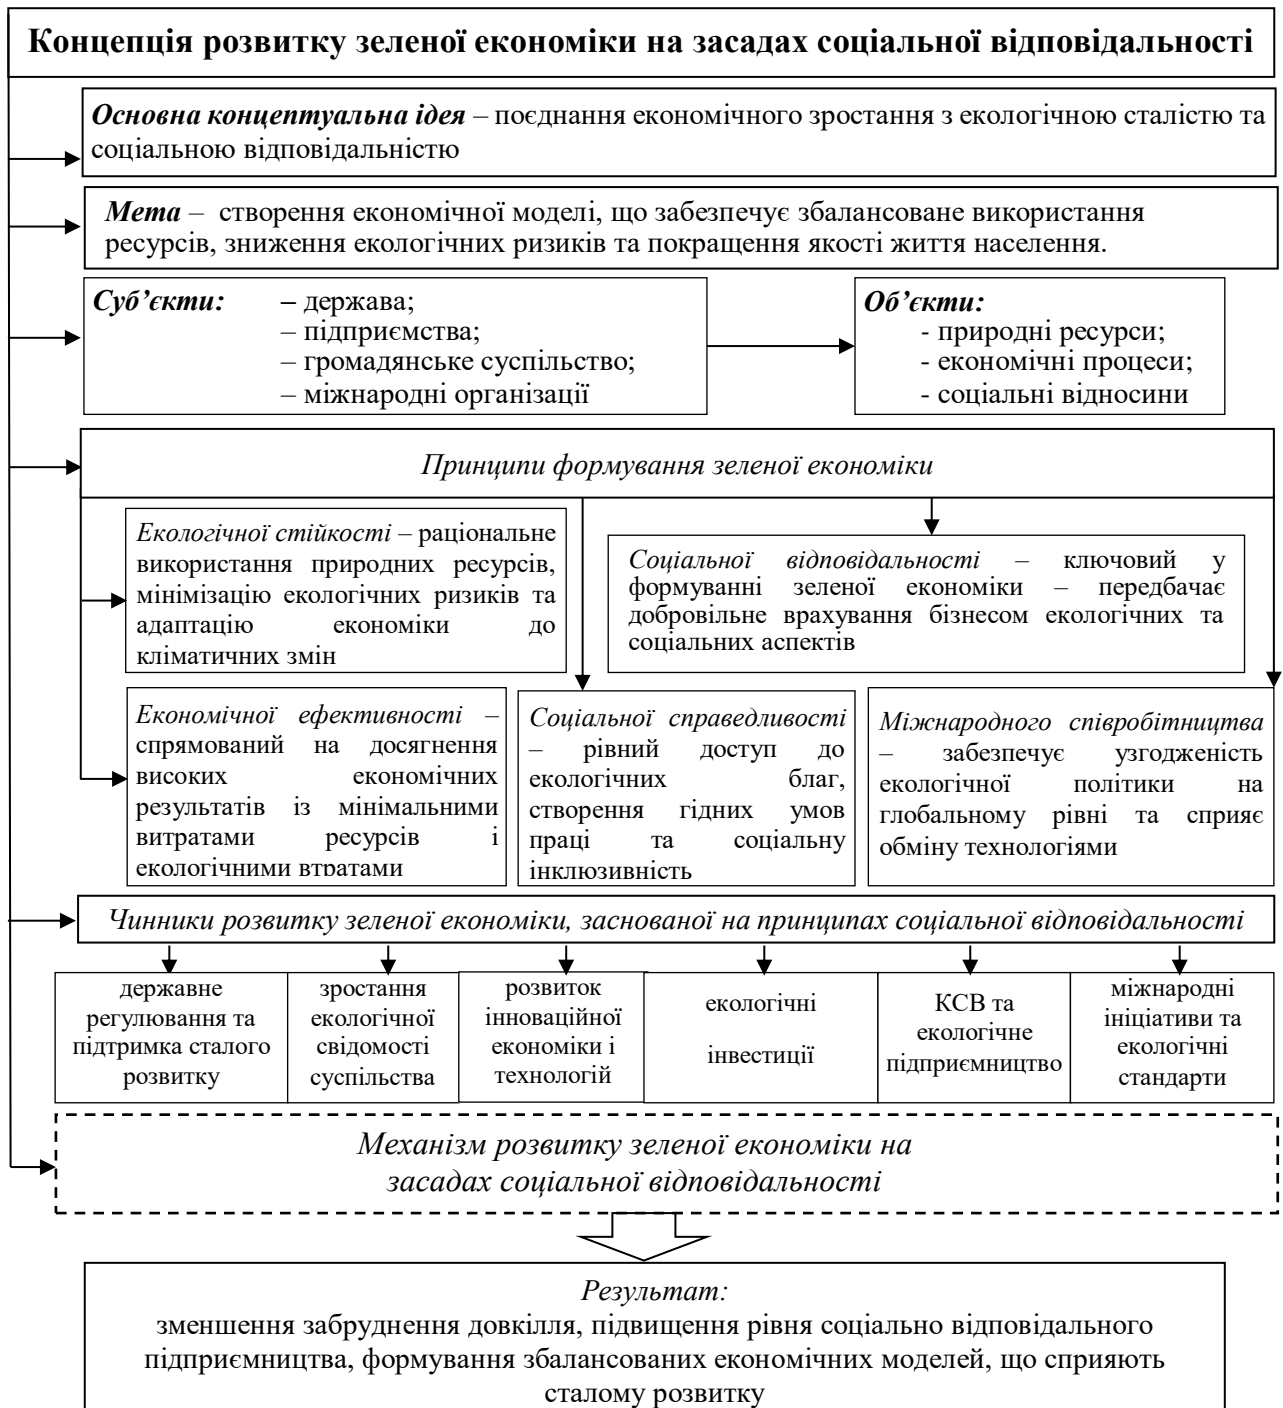 Концепція розвитку зеленої економіки на засадах соціальної відповідальності
Основна концептуальна ідея – поєднання економічного зростання з екологічною сталістю та
соціальною відповідальністю
Мета – створення економічної моделі, що забезпечує збалансоване використання
ресурсів, зниження екологічних ризиків та покращення якості життя населення.
Суб’єкти: – держава;
– підприємства;
– громадянське суспільство;
– міжнародні організації
Об’єкти:
- природні ресурси;
- економічні процеси;
- соціальні відносини
Принципи формування зеленої економіки
Екологічної стійкості – раціональне
використання природних ресурсів,
мінімізацію екологічних ризиків та
адаптацію економіки до
кліматичних змін
Соціальної відповідальності – ключовий у
формуванні зеленої економіки – передбачає
добровільне врахування бізнесом екологічних та
соціальних аспектів
Економічної ефективності –
спрямований на досягнення
високих економічних
результатів із мінімальними
витратами ресурсів і
екологічними втратами
Соціальної справедливості
– рівний доступ до
екологічних благ,
створення гідних умов
праці та соціальну
інклюзивність
Міжнародного співробітництва
– забезпечує узгодженість
екологічної політики на
глобальному рівні та сприяє
обміну технологіями
Чинники розвитку зеленої економіки, заснованої на принципах соціальної відповідальності
державне
регулювання та
підтримка сталого
розвитку
зростання
екологічної
свідомості
суспільства
розвиток
інноваційної
економіки і
технологій
екологічні
інвестиції
КСВ та
екологічне
підприємництво
міжнародні
ініціативи та
екологічні
стандарти
Механізм розвитку зеленої економіки на
засадах соціальної відповідальності
Результат:
зменшення забруднення довкілля, підвищення рівня соціально відповідального
підприємництва, формування збалансованих економічних моделей, що сприяють
сталому розвитку